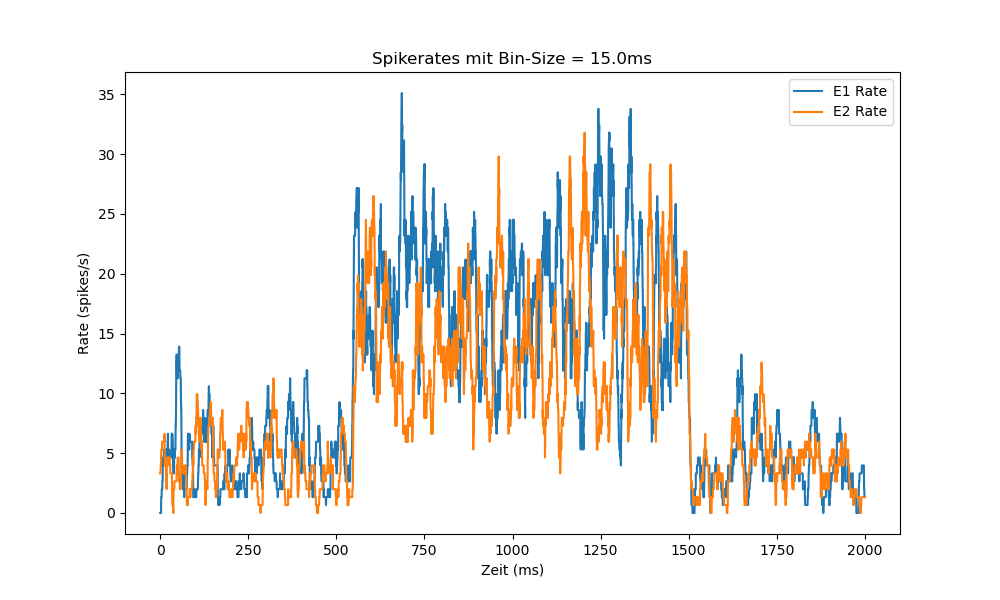 Spikerates mit Bin-Size = 15.0ms
E1 Rate
E2 Rate
Rate (spikes/s)
35
30
25
20
15
10
5
0
0 250 500 750 1000 1250 1500 1750 2000
Zeit (ms)